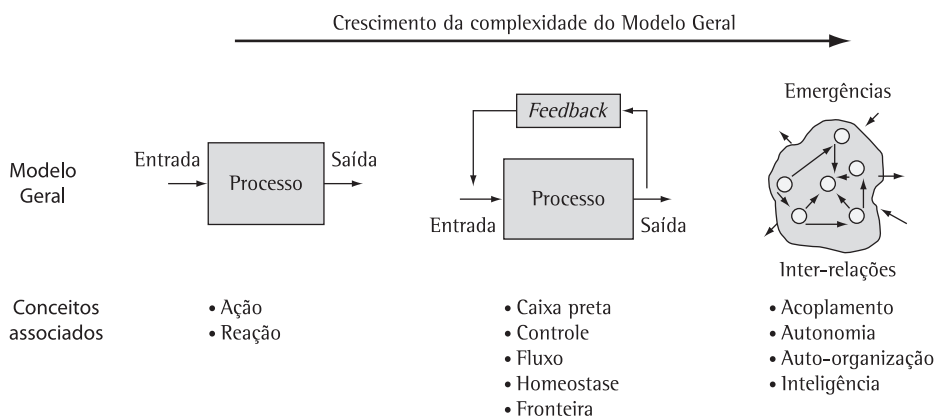 Crescimento da complexidade do Modelo Geral
Modelo
Geral
Entrada
Processo
Saída
Feedback
Entrada
Processo
Saída
Emergências
Inter-relações
Conceitos
associados
• Ação
• Reação
• Caixa preta
• Controle
• Fluxo
• Homeostase
• Fronteira
• Acoplamento
• Autonomia
• Auto-organização
• Inteligência